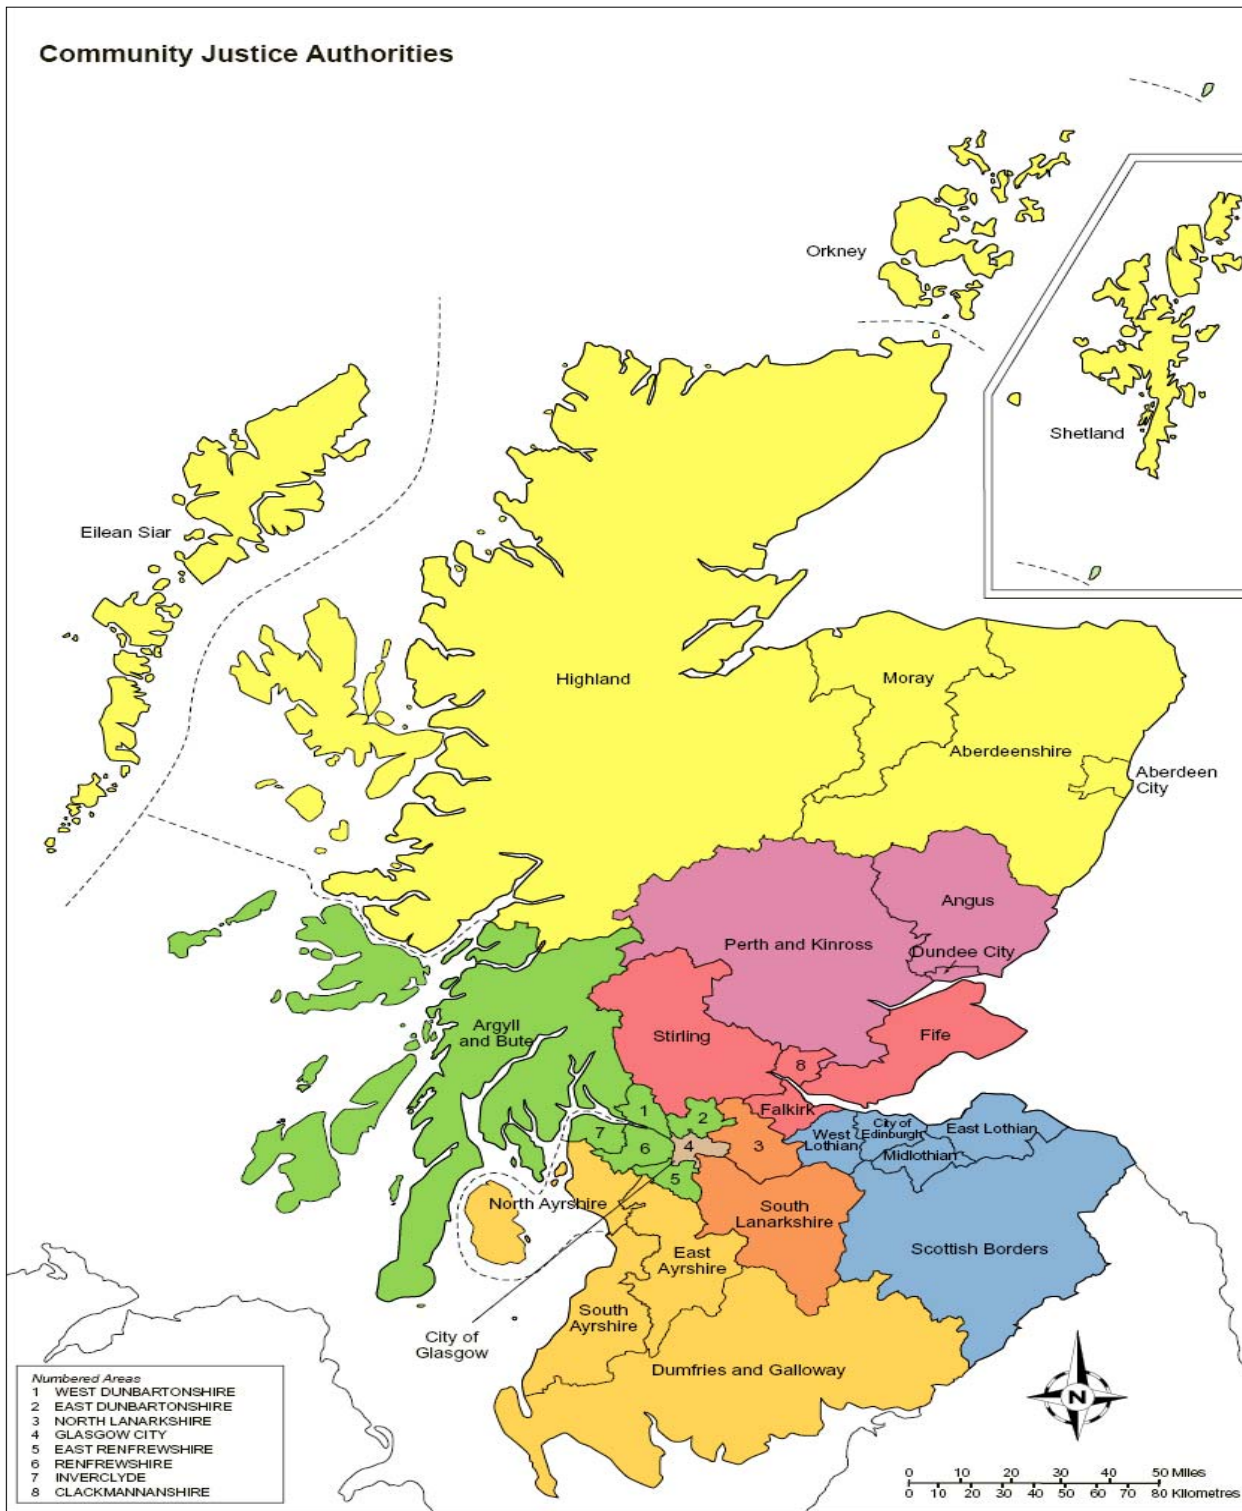 Community Justice Authorities
Orkney
Shetland
Eilean Siar
Highland
Moray
Aberdeenshire
Aberdeen
City
Angus
Perth and Kinross
Dundee City
Argyll
and Bute
Stirling
Fife
8
1
2
Falkirk
7
6
4
3
5
West
Lothian
City of
Edinburgh
East Lothian
Midlothian
North Ayrshire
South
Lanarkshire
Scottish Borders
East
Ayrshire
South
Ayrshire
City of
Glasgow
Dumfries and Galloway
N
Numbered Areas
1 WEST DUNBARTONSHIRE
2 EAST DUNBARTONSHIRE
3 NORTH LANARKSHIRE
4 GLASGOW CITY
5 EAST RENFREWSHIRE
6 RENFREWSHIRE
7 INVERCLYDE
8 CLACKMANNANSHIRE
0 10 20 30 40 50 Miles
0 10 20 30 40 50 60 70 80 Kilometres